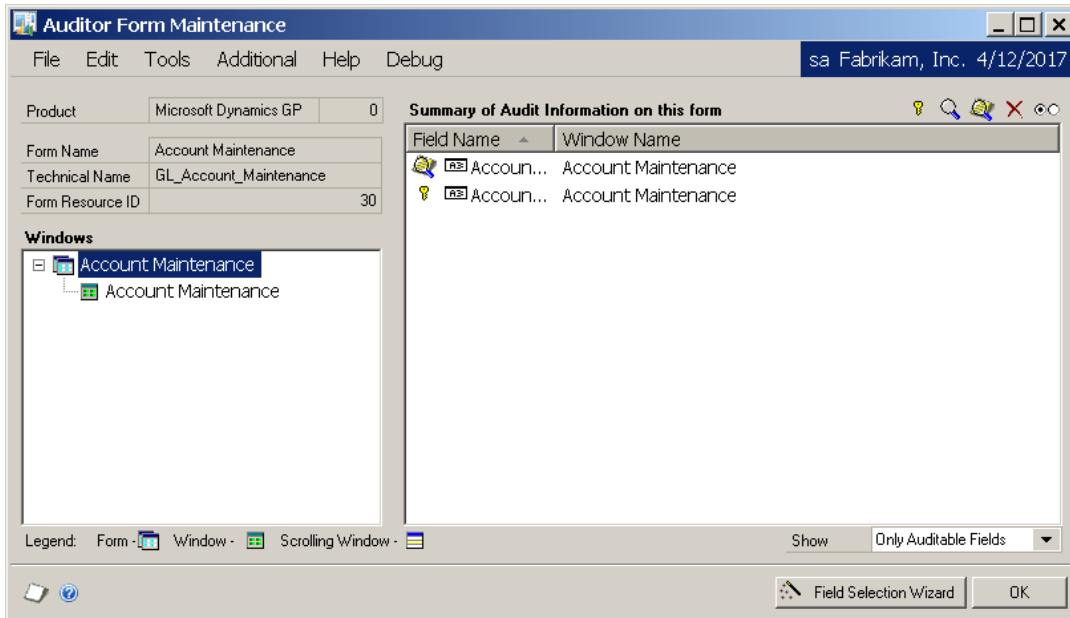 Auditor Form Maintenance
File Edit Tools Additional Help Debug
sa Fabrikam, Inc. 4/12/2017
Product Microsoft Dynamics GP 0
Form Name Account Maintenance
Technical Name GL_Account_Maintenance
Form Resource ID 30
Windows
Account Maintenance
Account Maintenance
Summary of Audit Information on this form
Field Name Window Name
Accoun... Account Maintenance
Accoun... Account Maintenance
Legend: Form - Window - Scrolling Window -
Show Only Auditable Fields
Field Selection Wizard OK